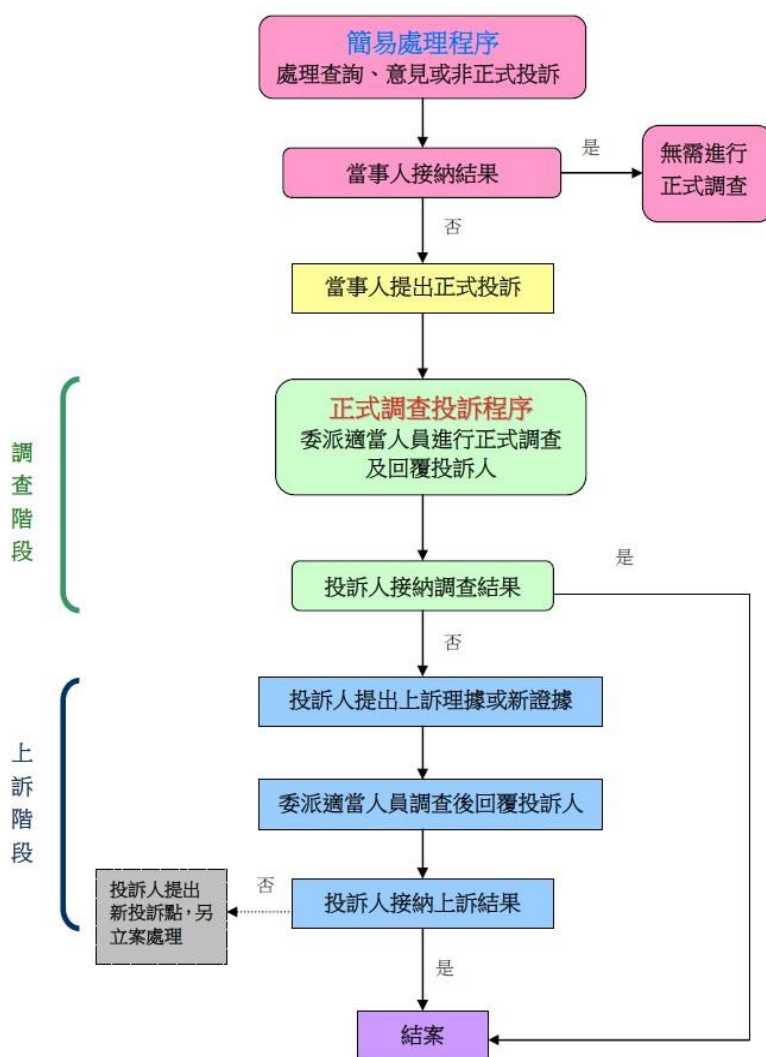 簡易處理程序
處理查詢、意見或非正式投訴
是
當事人接納結果
無需進行
正式調查
否
當事人提出正式投訴
調
查
階
段
正式調查投訴程序
委派適當人員進行正式調查
及回覆投訴人
是
投訴人接納調查結果
否
上
訴
階
段
投訴人提出上訴理據或新證據
委派適當人員調查後回覆投訴人
投訴人接納上訴結果
否
投訴人提出
新投訴點，另
立案處理
是
結案